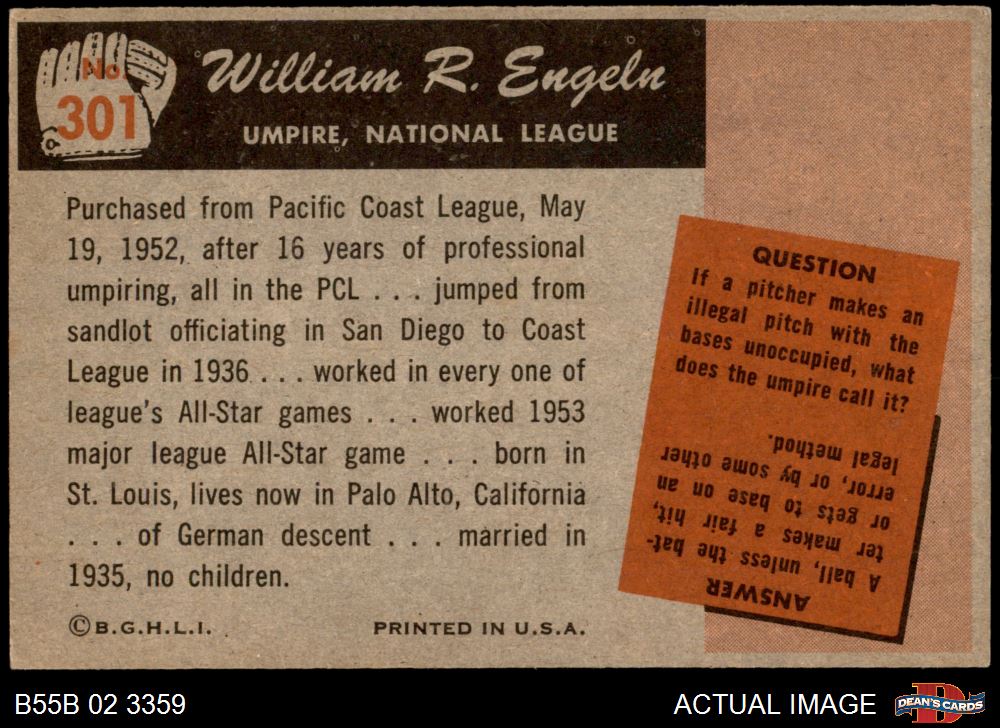 No.
301
William R. Engeln
UMPIRE, NATIONAL LEAGUE
Purchased from Pacific Coast League, May
19, 1952, after 16 years of professional
umpiring, all in the PCL . . . jumped from
sandlot officiating in San Diego to Coast
League in 1936 . . . worked in every one of
league's All-Star games . . . worked 1953
major league All-Star game . . . born in
St. Louis, lives now in Palo Alto, California
. . . of German descent . . . married in
1935, no children.
©B.G.H.L.I.
PRINTED IN U.S.A.
QUESTION
If a pitcher makes an
illegal pitch with the
bases unoccupied, what
does the umpire call it?
ANSWER
A ball, unless the bat-
ter makes a fair hit,
or gets to base on an
error, or by some other
legal method.
B55B 02 3359
ACTUAL IMAGE
D
DEAN'S CARDS